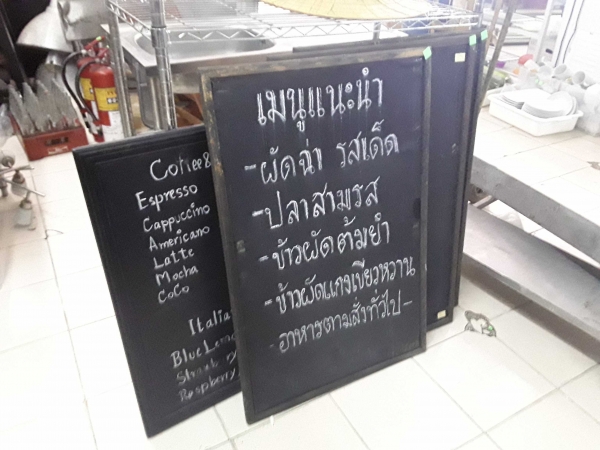 Coffee &
Espresso
Cappuccino
Americano
Latte
Mocha
CoCo
Italia
Blue Lemo
Raspberry
เมนูแนะนำ
-ผัดฉ่า รสเด็ด
-ปลาสามรส
-ข้าวผัดต้มยำ
-ข้าวผัดแกงเขียวหวาน
-อาหารตามสั่งทั่วไป-